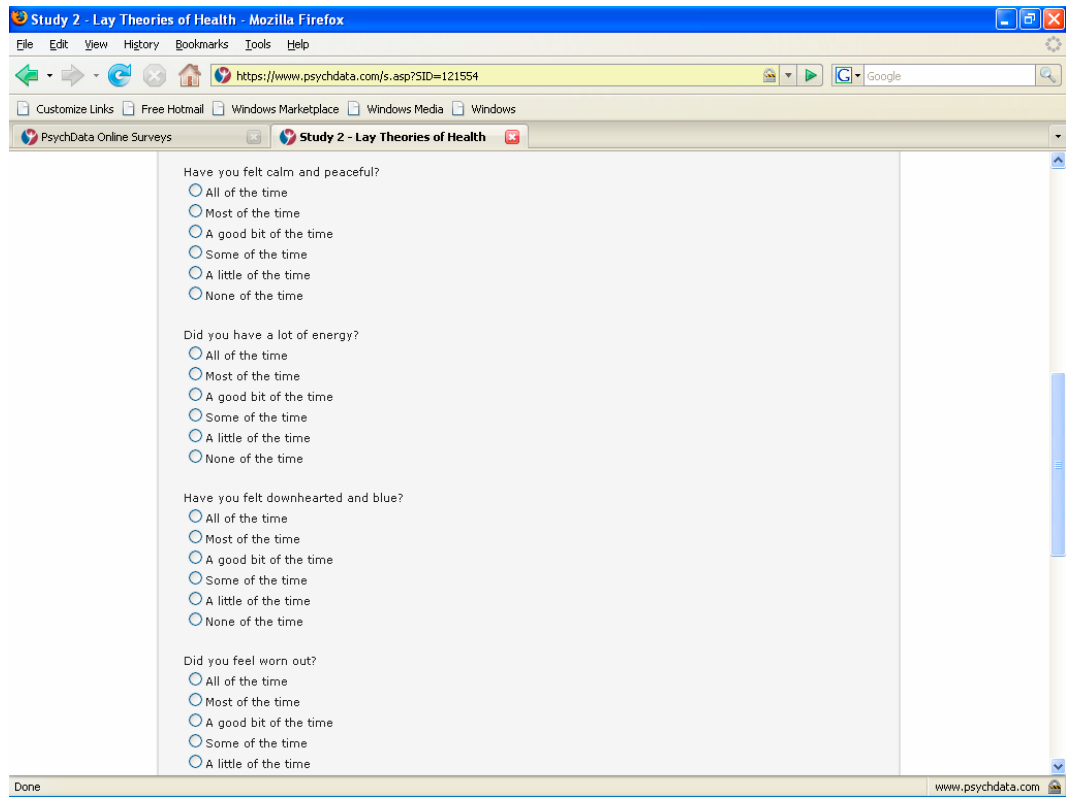 Study 2 - Lay Theories of Health - Mozilla Firefox
File Edit View History Bookmarks Tools Help
https://www.psychdata.com/s.asp?SID=121554
G Google
Customize Links Free Hotmail Windows Marketplace Windows Media Windows
PsychData Online Surveys Study 2 - Lay Theories of Health
Have you felt calm and peaceful?
All of the time
Most of the time
A good bit of the time
Some of the time
A little of the time
None of the time
Did you have a lot of energy?
All of the time
Most of the time
A good bit of the time
Some of the time
A little of the time
None of the time
Have you felt downhearted and blue?
All of the time
Most of the time
A good bit of the time
Some of the time
A little of the time
None of the time
Did you feel worn out?
All of the time
Most of the time
A good bit of the time
Some of the time
A little of the time
Done www.psychdata.com